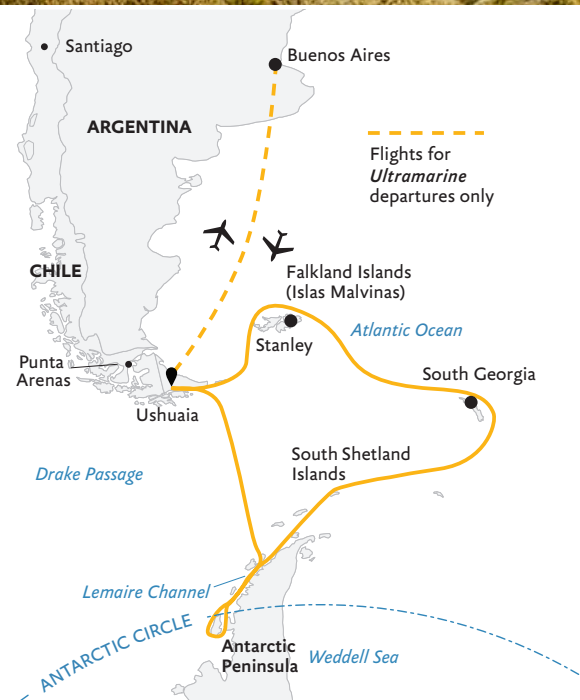 Santiago
Buenos Aires
ARGENTINA
Flights for
Ultramarine
departures only
CHILE
Falkland Islands
(Islas Malvinas)
Atlantic Ocean
Stanley
Punta
Arenas
South Georgia
Ushuaia
South Shetland
Islands
Drake Passage
Lemaire Channel
ANTARCTIC CIRCLE
Antarctic
Peninsula
Weddell Sea